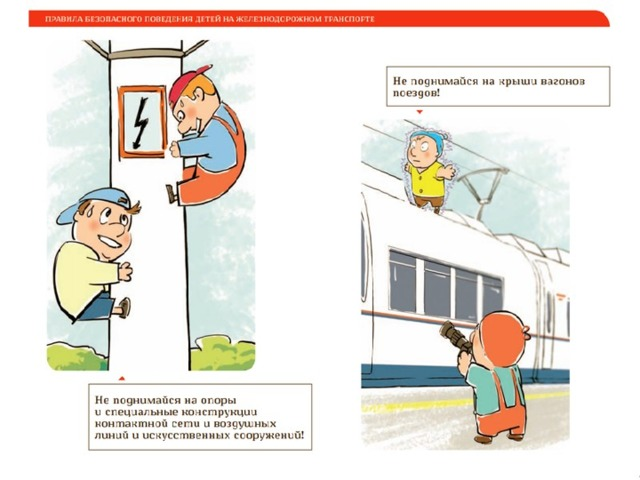 ПРАВИЛА БЕЗОПАСНОГО ПОВЕДЕНИЯ ДЕТЕЙ НА ЖЕЛЕЗНОДОРОЖНОМ ТРАНСПОРТЕ
Не поднимайся на крыши вагонов
поездов!
Не поднимайся на опоры
и специальные конструкции
контактной сети и воздушных
линий и искусственных сооружений!